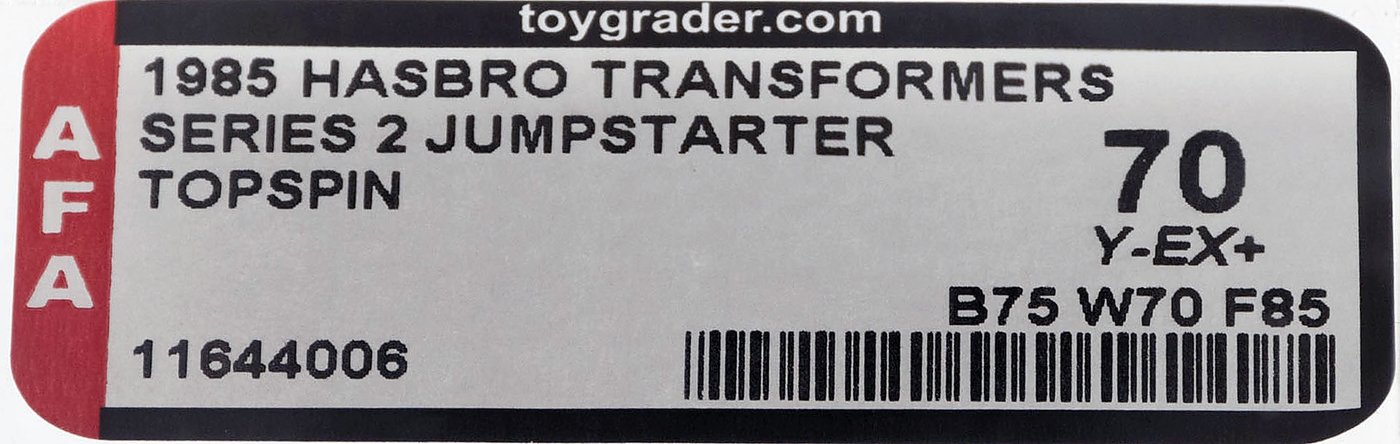 toygrader.com
AFA
1985 HASBRO TRANSFORMERS
SERIES 2 JUMPSTARTER
TOPSPIN
70
Y-EX+
B75 W70 F85
11644006